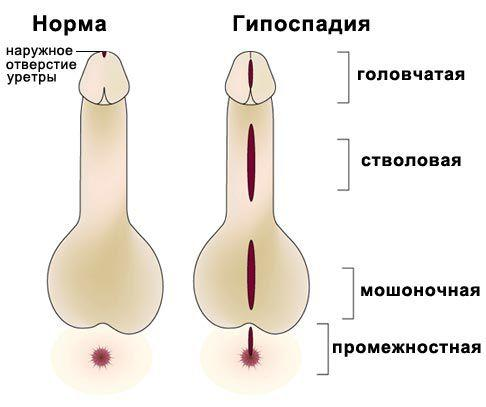 Норма
Гипоспадия
наружное
отверстие
уретры
головчатая
стволовая
мошоночная
промежностная